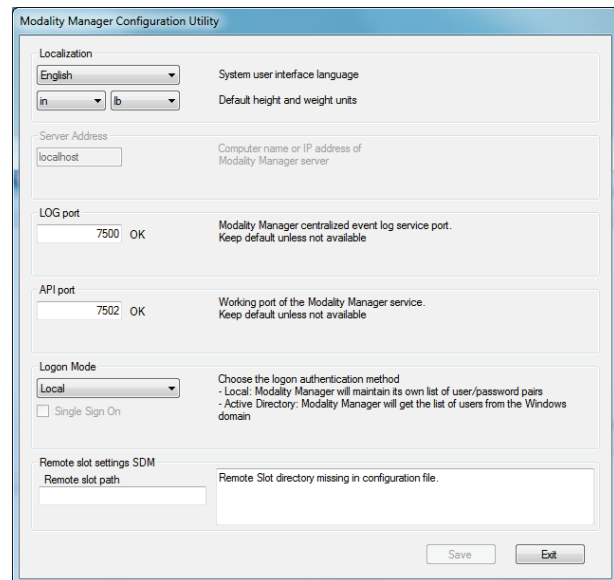 Modality Manager Configuration Utility
Localization
English
System user interface language
in
lb
Default height and weight units
Server Address
localhost
Computer name or IP address of
Modality Manager server
LOG port
7500 OK
Modality Manager centralized event log service port.
Keep default unless not available
API port
7502 OK
Working port of the Modality Manager service.
Keep default unless not available
Logon Mode
Local
Single Sign On
Choose the logon authentication method
- Local: Modality Manager will maintain its own list of user/password pairs
- Active Directory: Modality Manager will get the list of users from the Windows
domain
Remote slot settings SDM
Remote slot path
Remote Slot directory missing in configuration file.
Save
Exit